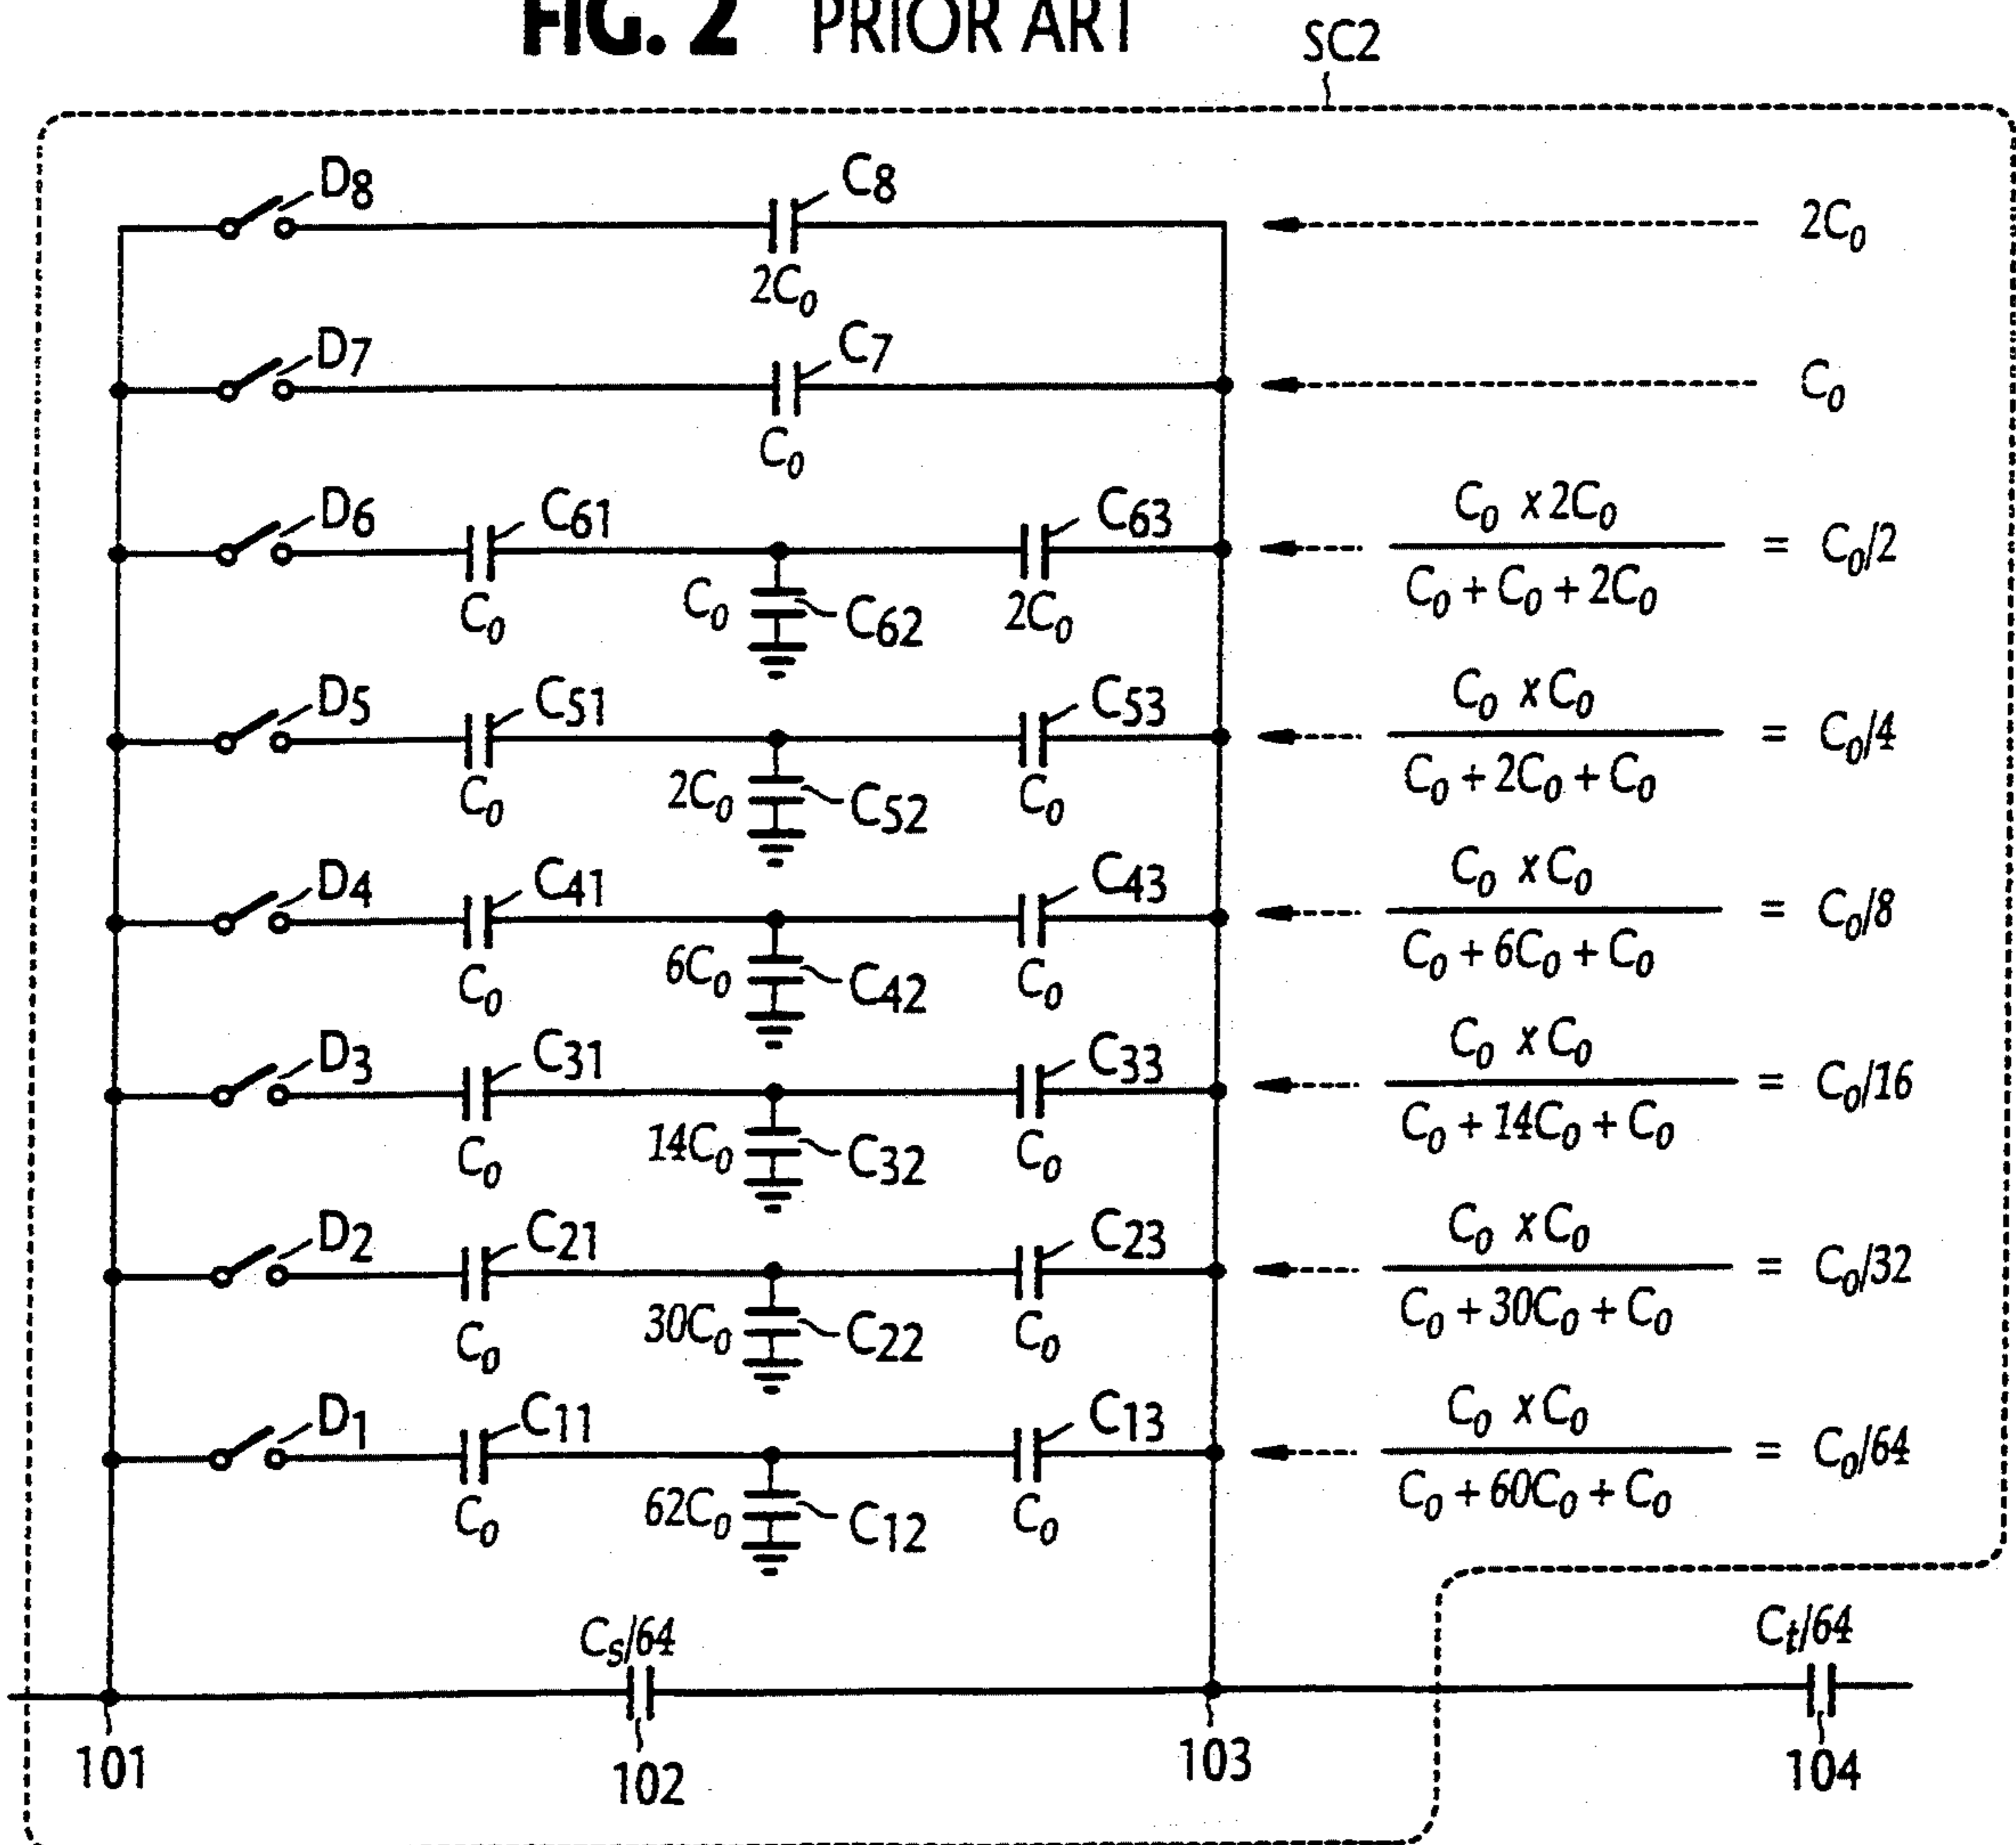 FIG. 2 PRIOR ART
SC2
D8 C8 2C0
2C0
D7 C7 C0
C0
D6 C61 C63 C0 x 2C0 = C0/2
C0 C0 C62 2C0 C0 + C0 + 2C0
D5 C51 C53 C0 x C0 = C0/4
C0 2C0 C52 C0 C0 + 2C0 + C0
D4 C41 C43 C0 x C0 = C0/8
C0 6C0 C42 C0 C0 + 6C0 + C0
D3 C31 C33 C0 x C0 = C0/16
C0 14C0 C32 C0 C0 + 14C0 + C0
D2 C21 C23 C0 x C0 = C0/32
C0 30C0 C22 C0 C0 + 30C0 + C0
D1 C11 C13 C0 x C0 = C0/64
C0 62C0 C12 C0 C0 + 60C0 + C0
Cs/64 Ct/64
101 102 103 104